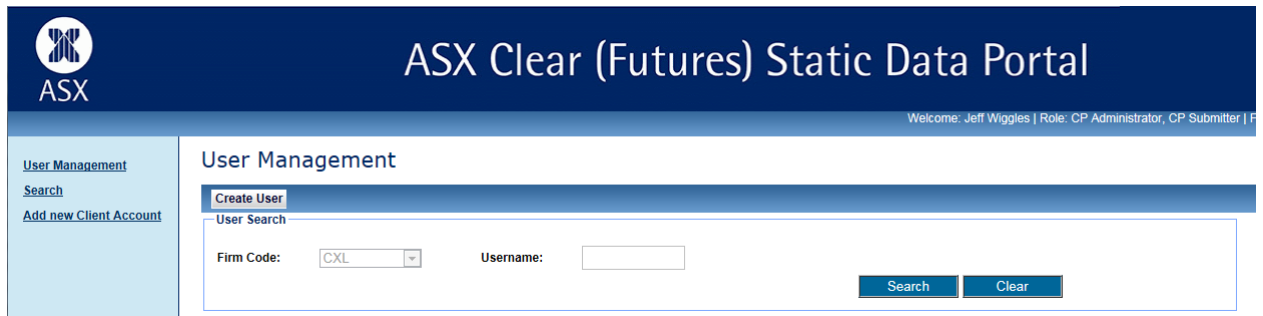 ASX
ASX Clear (Futures) Static Data Portal
Welcome: Jeff Wiggles | Role: CP Administrator, CP Submitter |
User Management
Search
Add new Client Account
User Management
Create User
User Search
Firm Code: CXL Username:
Search Clear